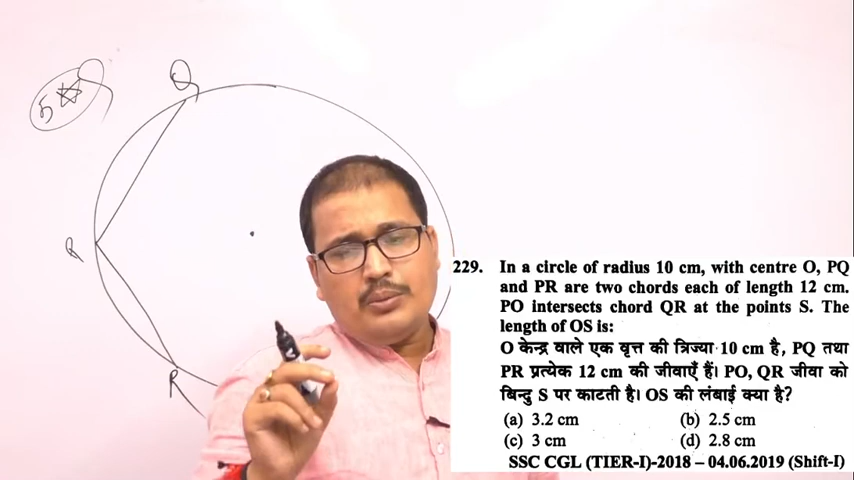 5
Q
P
R
229. In a circle of radius 10 cm, with centre O, PQ
and PR are two chords each of length 12 cm.
PO intersects chord QR at the points S. The
length of OS is:
O केन्द्र वाले एक वृत्त की त्रिज्या 10 cm है, PQ तथा
PR प्रत्येक 12 cm की जीवाएँ हैं। PO, QR जीवा को
बिन्दु S पर काटती है। OS की लंबाई क्या है?
(a) 3.2 cm (b) 2.5 cm
(c) 3 cm (d) 2.8 cm
SSC CGL (TIER-I)-2018 – 04.06.2019 (Shift-I)